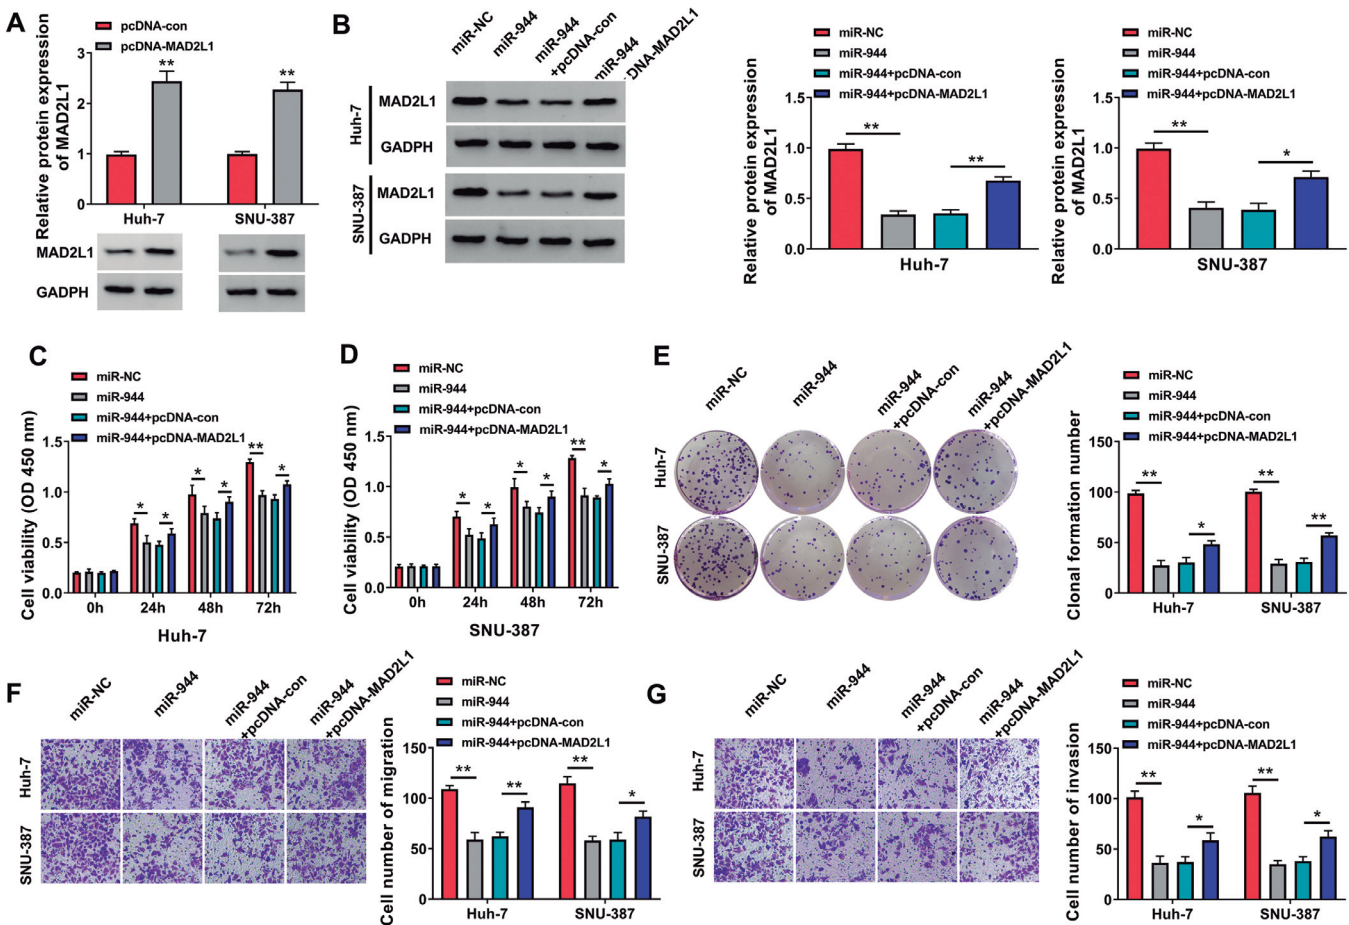 A
pcDNA-con
pcDNA-MAD2L1
Relative protein expression
of MAD2L1
3
2
1
0
**
**
Huh-7
SNU-387
MAD2L1
GADPH
B
miR-NC
miR-944
miR-944
+pcDNA-con
miR-944
DNA-MAD2L1
Huh-7
MAD2L1
GADPH
SNU-387
MAD2L1
GADPH
miR-NC
miR-944
miR-944+pcDNA-con
miR-944+pcDNA-MAD2L1
Relative protein expression
of MAD2L1
1.5
1.0
0.5
0.0
**
**
Huh-7
miR-NC
miR-944
miR-944+pcDNA-con
miR-944+pcDNA-MAD2L1
Relative protein expression
of MAD2L1
1.5
1.0
0.5
0.0
**
*
SNU-387
C
miR-NC
miR-944
miR-944+pcDNA-con
miR-944+pcDNA-MAD2L1
Cell viability (OD 450 nm)
1.5
1.0
0.5
0.0
* *
* *
** *
0h 24h 48h 72h
Huh-7
D
miR-NC
miR-944
miR-944+pcDNA-con
miR-944+pcDNA-MAD2L1
Cell viability (OD 450 nm)
1.5
1.0
0.5
0.0
* *
* *
** *
0h 24h 48h 72h
SNU-387
E
miR-NC
miR-944
miR-944
+pcDNA-con
miR-944
+pcDNA-MAD2L1
Huh-7
SNU-387
miR-NC
miR-944
miR-944+pcDNA-con
miR-944+pcDNA-MAD2L1
Clonal formation number
150
100
50
0
** *
** **
Huh-7 SNU-387
F
miR-NC
miR-944
miR-944
+pcDNA-con
miR-944
+pcDNA-MAD2L1
Huh-7
SNU-387
miR-NC
miR-944
miR-944+pcDNA-con
miR-944+pcDNA-MAD2L1
Cell number of migration
150
100
50
0
** **
** *
Huh-7 SNU-387
G
miR-NC
miR-944
miR-944
+pcDNA-con
miR-944
+pcDNA-MAD2L1
Huh-7
SNU-387
miR-NC
miR-944
miR-944+pcDNA-con
miR-944+pcDNA-MAD2L1
Cell number of invasion
150
100
50
0
** *
** *
Huh-7 SNU-387